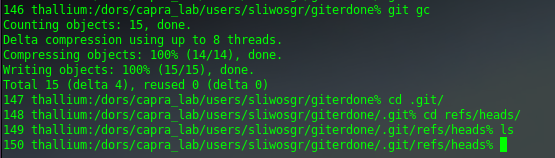 146 thallium:/dors/capra_lab/users/sliwosgr/giterdone% git gc
Counting objects: 15, done.
Delta compression using up to 8 threads.
Compressing objects: 100% (14/14), done.
Writing objects: 100% (15/15), done.
Total 15 (delta 4), reused 0 (delta 0)
147 thallium:/dors/capra_lab/users/sliwosgr/giterdone% cd .git/
148 thallium:/dors/capra_lab/users/sliwosgr/giterdone/.git% cd refs/heads/
149 thallium:/dors/capra_lab/users/sliwosgr/giterdone/.git/refs/heads% ls
150 thallium:/dors/capra_lab/users/sliwosgr/giterdone/.git/refs/heads%